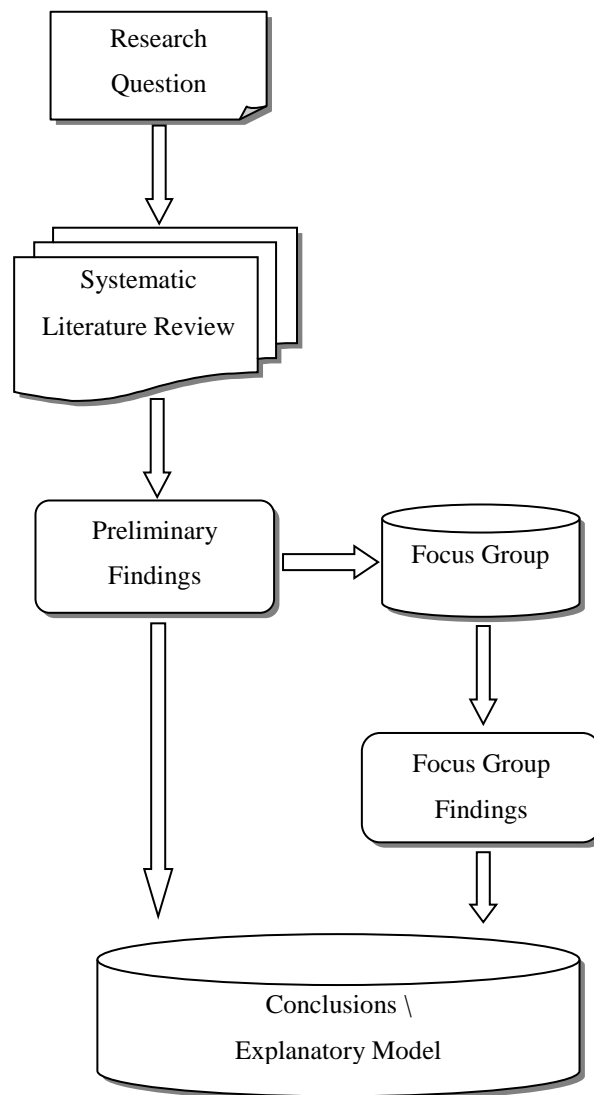 Research
Question
Systematic
Literature Review
Preliminary
Findings
Focus Group
Focus Group
Findings
Conclusions \
Explanatory Model